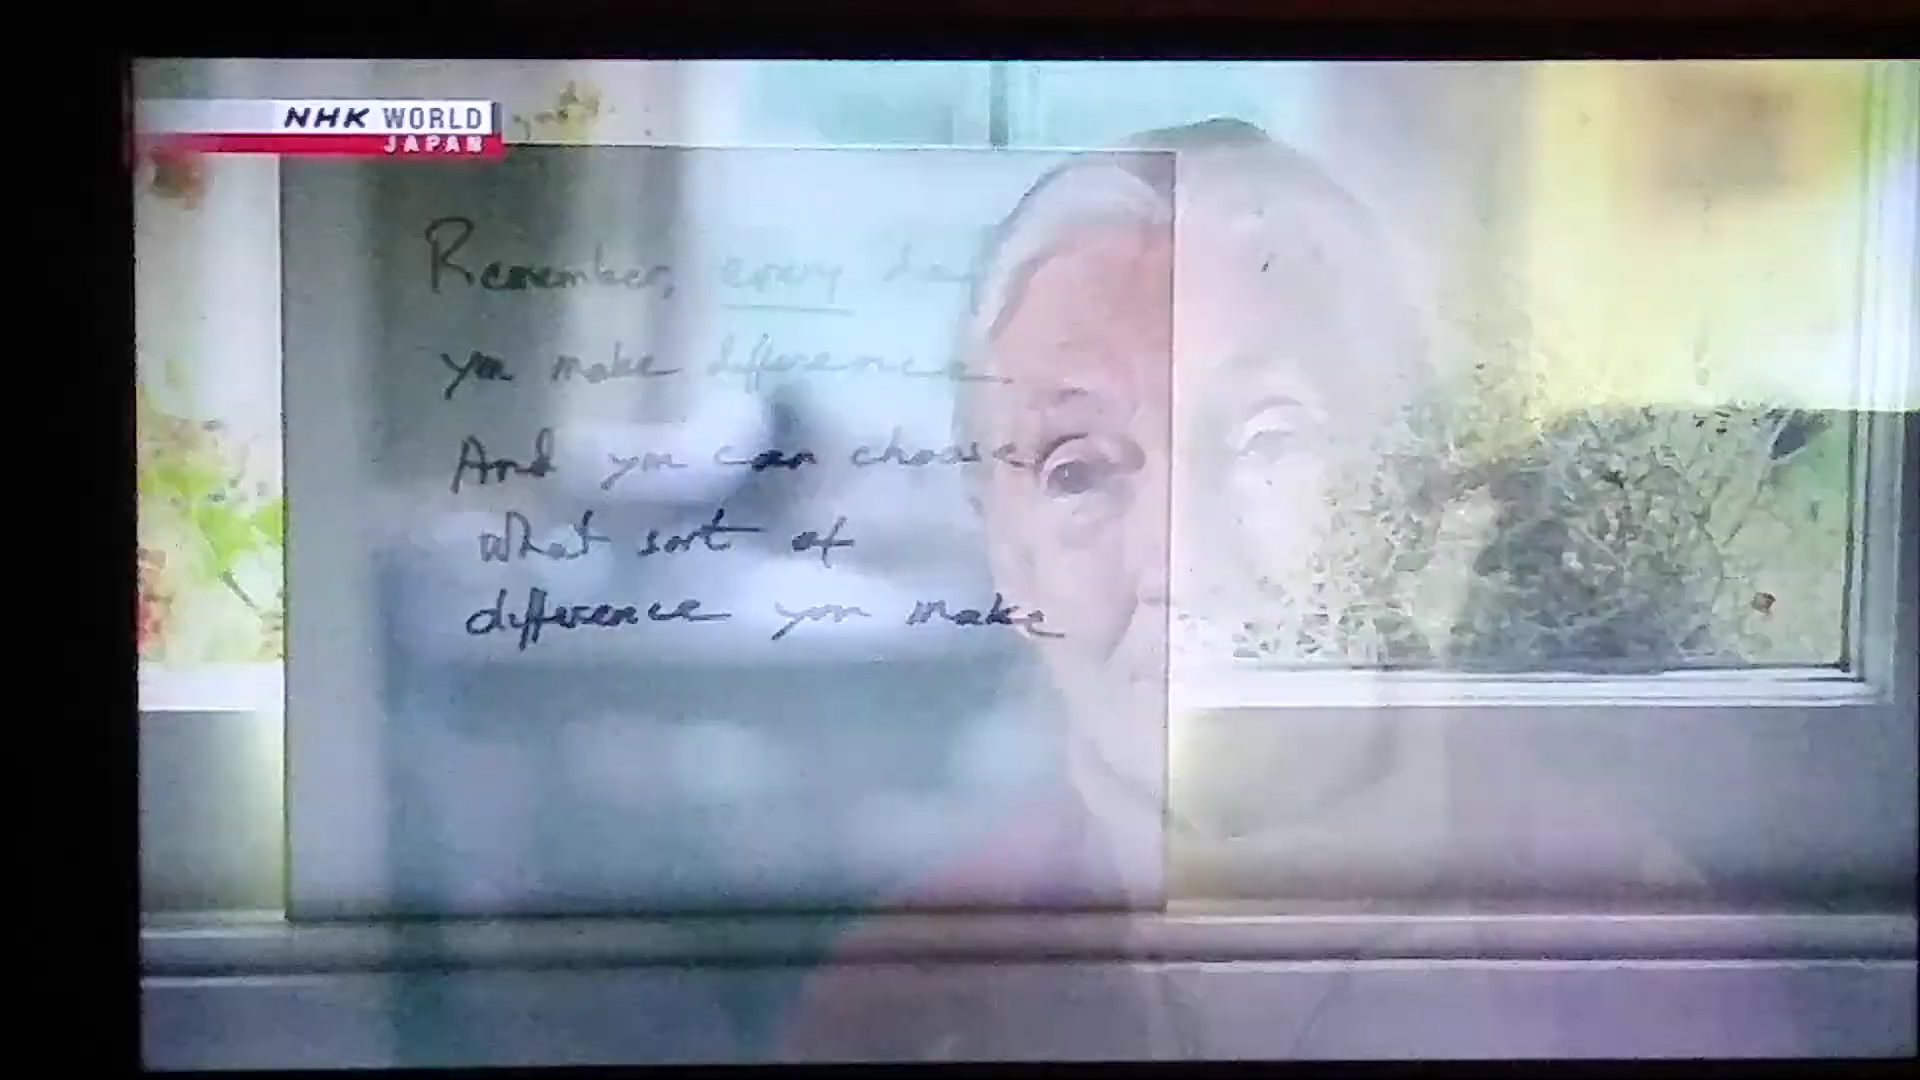 NHK WORLD
JAPAN
Remember, every day
you make difference.
And you can choose
what sort of
difference you make